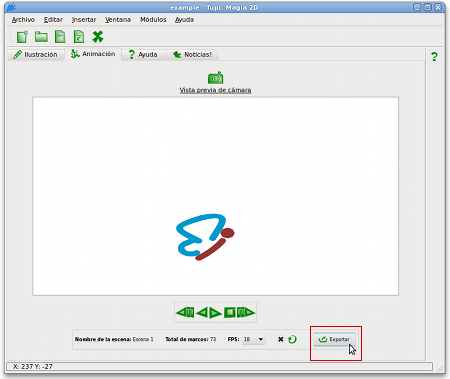 example - Tupi: Magia 2D
Archivo Editar Insertar Ventana Módulos Ayuda
Ilustración Animación Ayuda Noticias!
Vista previa de cámara
Nombre de la escena: Escena 1 Total de marcos: 73 FPS: 18 Exportar
X: 237 Y: -27